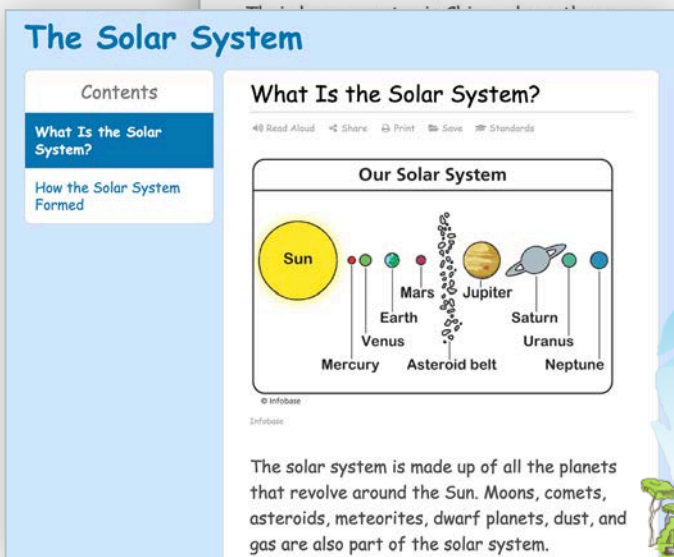 The Solar System
Contents
What Is the Solar
System?
How the Solar System
Formed
What Is the Solar System?
Read Aloud Share Print Save Standards
Our Solar System
Sun
Mars Jupiter
Earth Saturn
Venus Uranus
Mercury Asteroid belt Neptune
© Infobase
Infobase
The solar system is made up of all the planets
that revolve around the Sun. Moons, comets,
asteroids, meteorites, dwarf planets, dust, and
gas are also part of the solar system.